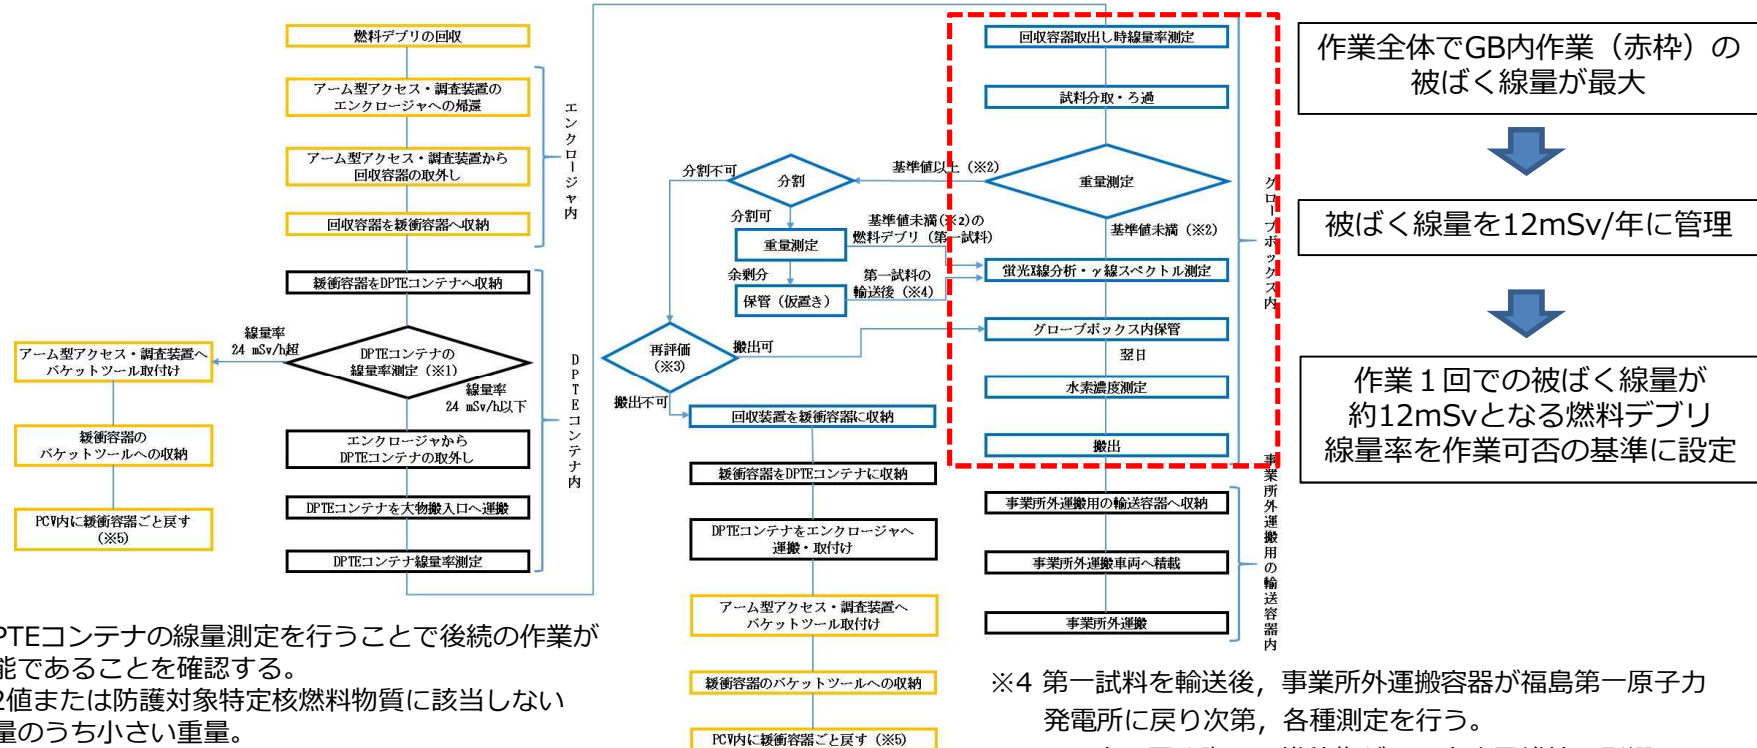 燃料デブリの回収
アーム型アクセス・調査装置の
エンクロージャへの帰還
アーム型アクセス・調査装置から
回収容器の取外し
回収容器を緩衝容器へ収納
エンクロージャ内
緩衝容器をDPTEコンテナへ収納
DPTEコンテナの
線量率測定（※1）
線量率
24 mSv/h超
線量率
24 mSv/h以下
アーム型アクセス・調査装置へ
バケットツール取付け
緩衝容器の
バケットツールへの収納
PCV内に緩衝容器ごと戻す
（※5）
エンクロージャから
DPTEコンテナの取外し
DPTEコンテナを大物搬入口へ運搬
DPTEコンテナ線量率測定
DPTEコンテナ内
回収容器取出し時線量率測定
試料分取・ろ過
重量測定
基準値以上（※2）
基準値未満（※2）
分割
分割不可
分割可
重量測定
基準値未満(※2)の
燃料デブリ（第一試料）
余剰分
保管（仮置き）
第一試料の
輸送後（※4）
蛍光X線分析・γ線スペクトル測定
再評価
（※3）
搬出可
搬出不可
グローブボックス内保管
翌日
水素濃度測定
搬出
グローブボックス内
回収装置を緩衝容器に収納
緩衝容器をDPTEコンテナに収納
DPTEコンテナをエンクロージャへ
運搬・取付け
アーム型アクセス・調査装置へ
バケットツール取付け
緩衝容器のバケットツールへの収納
PCV内に緩衝容器ごと戻す（※5）
事業所外運搬用の輸送容器へ収納
事業所外運搬車両へ積載
事業所外運搬
事業所外運搬用の輸送容器内
作業全体でGB内作業（赤枠）の
被ばく線量が最大
被ばく線量を12mSv/年に管理
作業１回での被ばく線量が
約12mSvとなる燃料デブリ
線量率を作業可否の基準に設定
PTEコンテナの線量測定を行うことで後続の作業が
能であることを確認する。
2値または防護対象特定核燃料物質に該当しない
量のうち小さい重量。
※4 第一試料を輸送後，事業所外運搬容器が福島第一原子力
発電所に戻り次第，各種測定を行う。